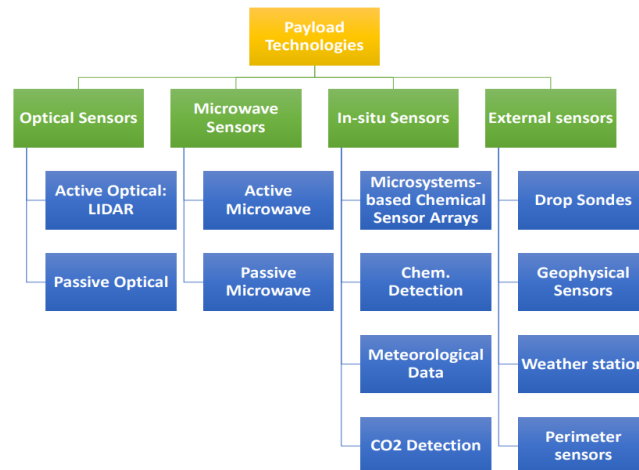 Payload
Technologies
Optical Sensors
Microwave
Sensors
In-situ Sensors
External sensors
Active Optical:
LIDAR
Passive Optical
Active
Microwave
Passive
Microwave
Microsystems-
based Chemical
Sensor Arrays
Chem.
Detection
Meteorological
Data
CO2 Detection
Drop Sondes
Geophysical
Sensors
Weather station
Perimeter
sensors